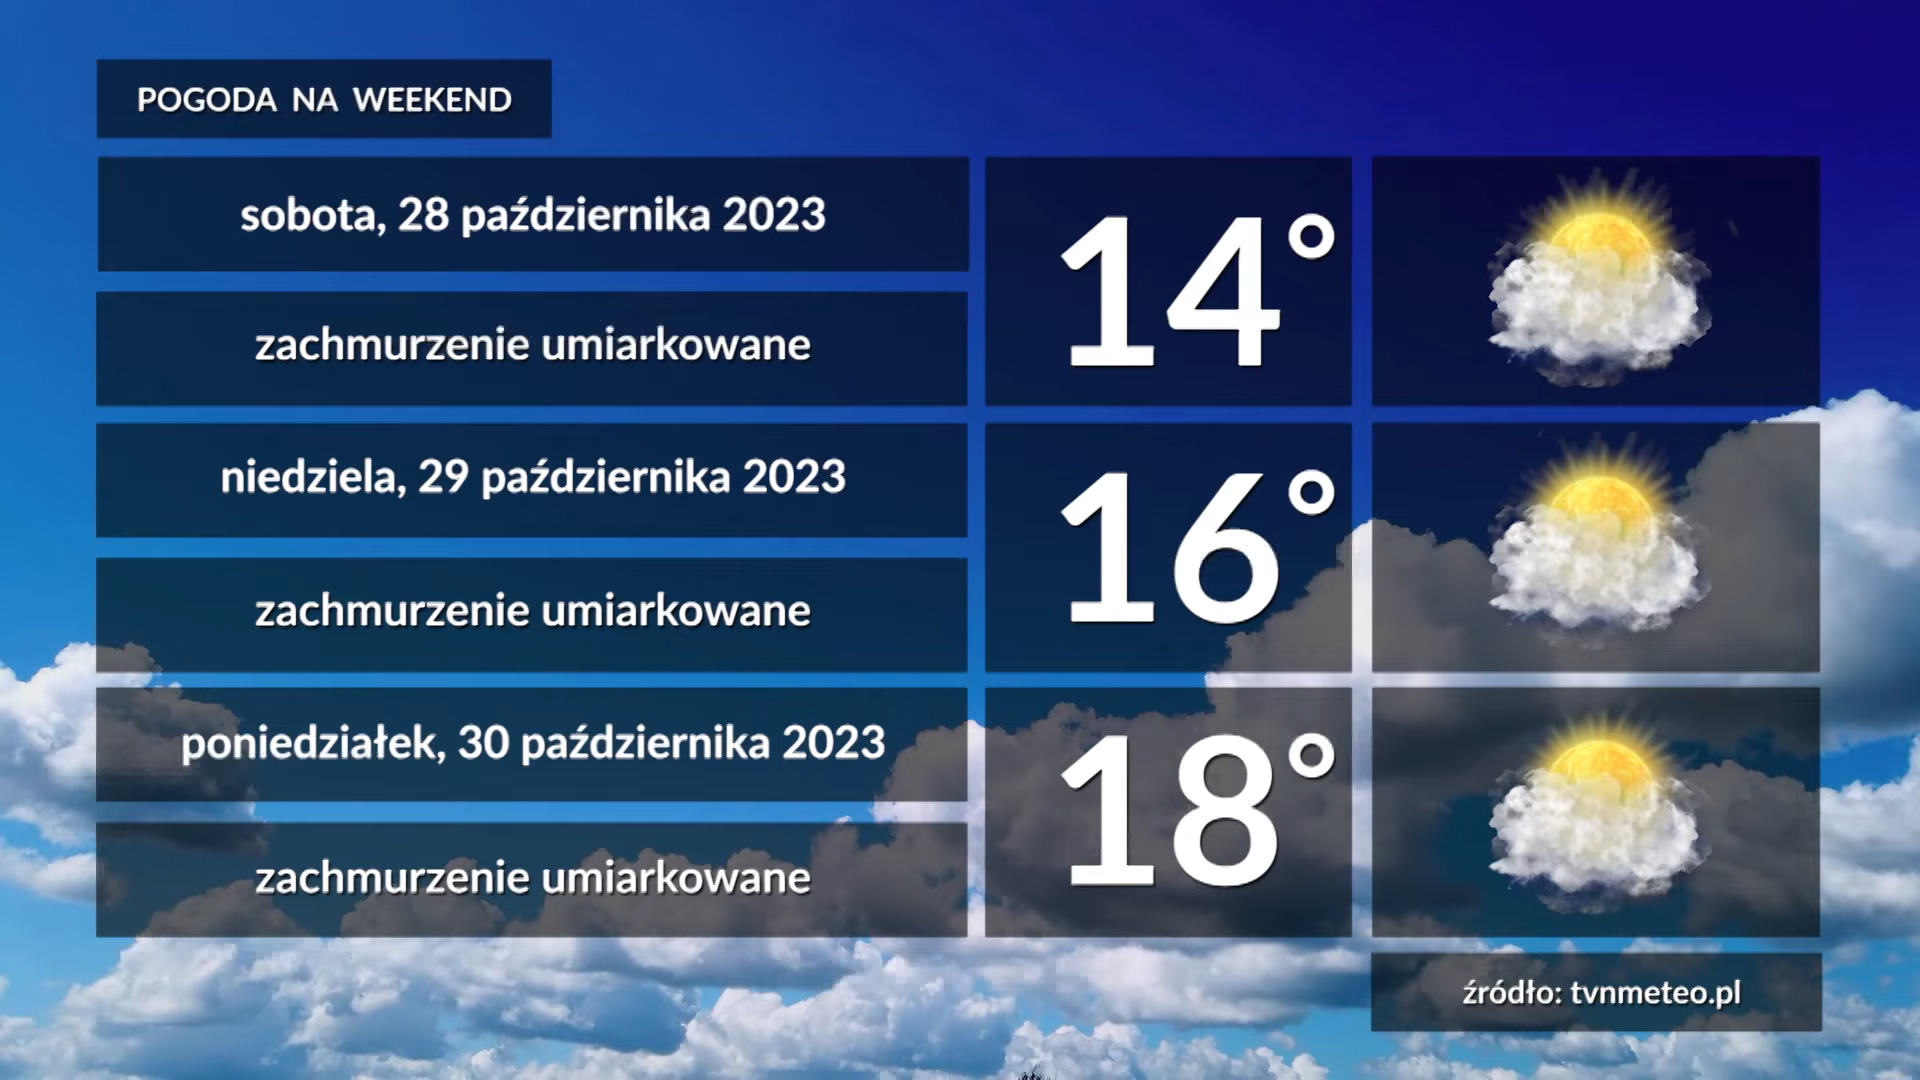 POGODA NA WEEKEND
sobota, 28 października 2023
zachmurzenie umiarkowane
14°
niedziela, 29 października 2023
zachmurzenie umiarkowane
16°
poniedziałek, 30 października 2023
zachmurzenie umiarkowane
18°
źródło: tvnmeteo.pl